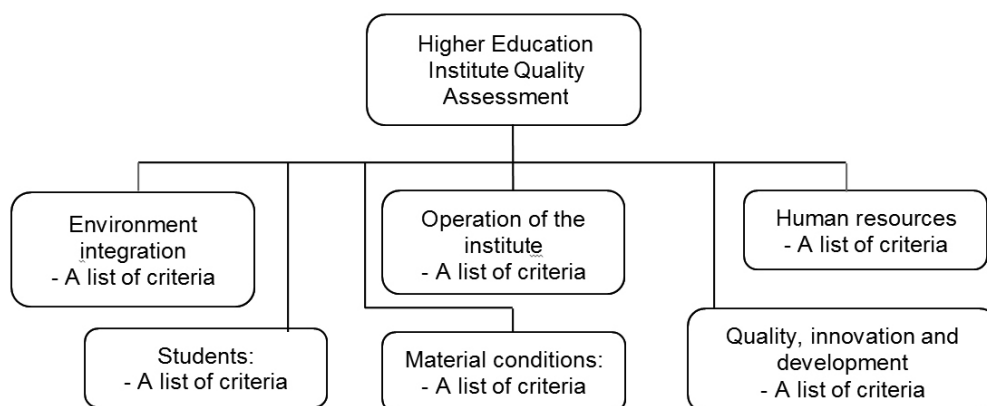 Higher Education
Institute Quality
Assessment
Environment
integration
- A list of criteria
Operation of the
institute
- A list of criteria
Human resources
- A list of criteria
Students:
- A list of criteria
Material conditions:
- A list of criteria
Quality, innovation and
development
- A list of criteria